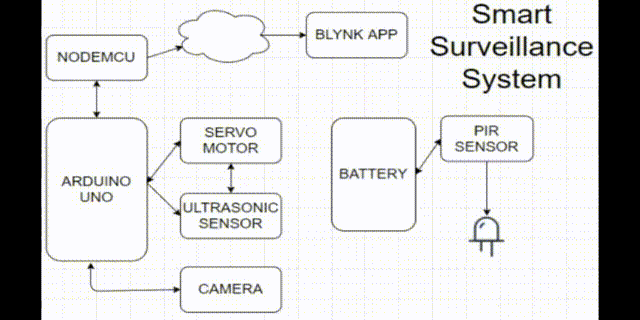 Smart
Surveillance
System
NODEMCU
BLYNK APP
ARDUINO
UNO
SERVO
MOTOR
ULTRASONIC
SENSOR
CAMERA
BATTERY
PIR
SENSOR